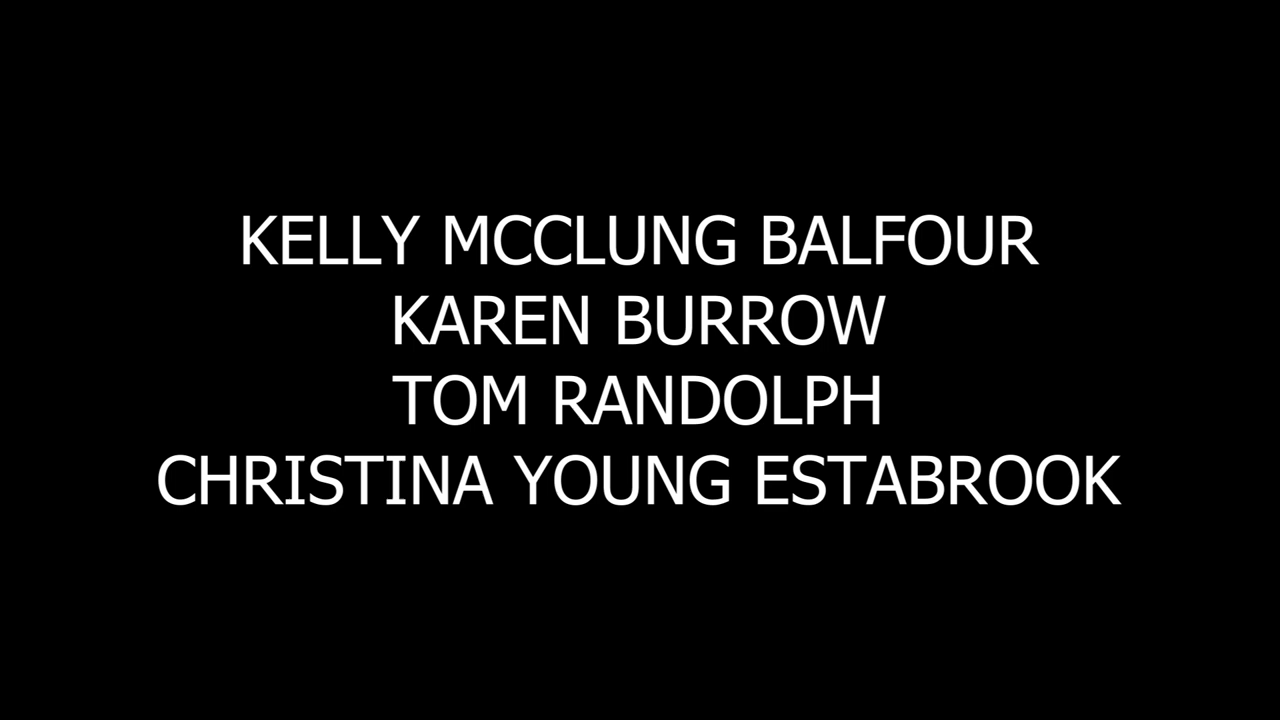 KELLY MCCLUNG BALFOUR
KAREN BURROW
TOM RANDOLPH
CHRISTINA YOUNG ESTABROOK